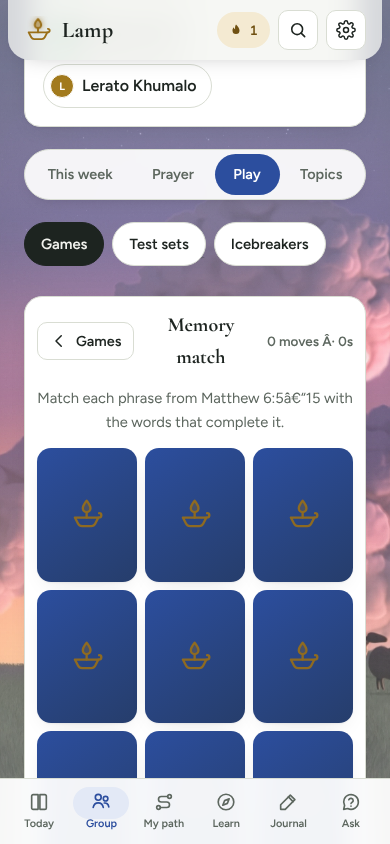 Lamp
1
L
Lerato Khumalo
This week
Prayer
Play
Topics
Games
Test sets
Icebreakers
Games
Memory
match
0 moves Â· 0s
Match each phrase from Matthew 6:5â€“15 with
the words that complete it.
Today
Group
My path
Learn
Journal
Ask